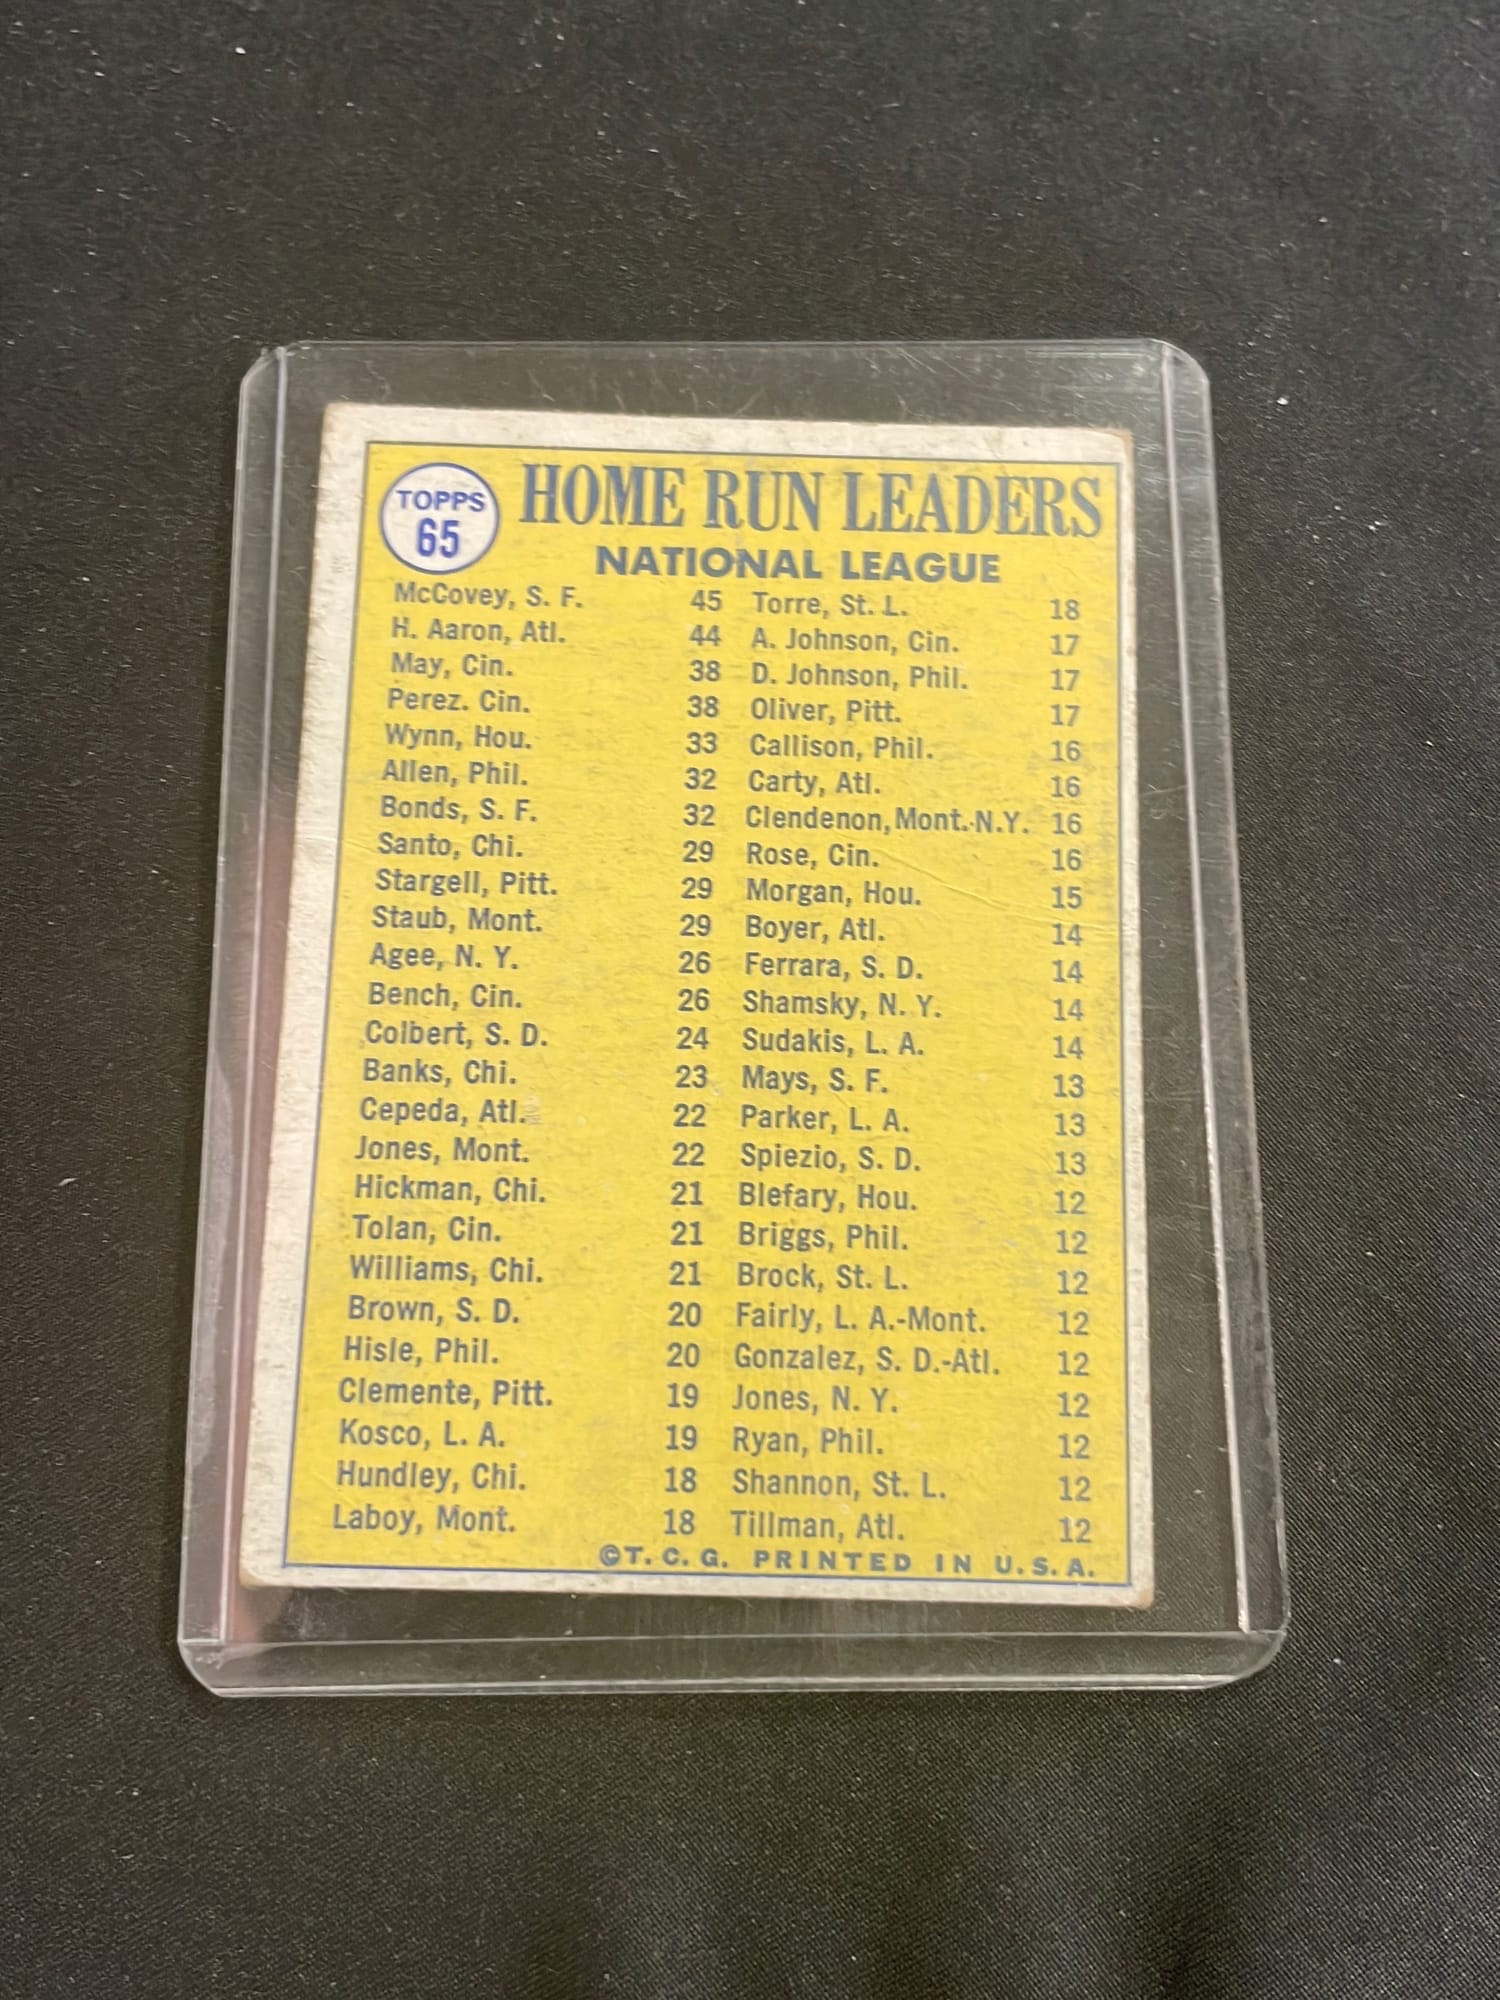 TOPPS
65
HOME RUN LEADERS
NATIONAL LEAGUE
McCovey, S. F. 45
H. Aaron, Atl. 44
May, Cin. 38
Perez. Cin. 38
Wynn, Hou. 33
Allen, Phil. 32
Bonds, S. F. 32
Santo, Chi. 29
Stargell, Pitt. 29
Staub, Mont. 29
Agee, N. Y. 26
Bench, Cin. 26
Colbert, S. D. 24
Banks, Chi. 23
Cepeda, Atl. 22
Jones, Mont. 22
Hickman, Chi. 21
Tolan, Cin. 21
Williams, Chi. 21
Brown, S. D. 20
Hisle, Phil. 20
Clemente, Pitt. 19
Kosco, L. A. 19
Hundley, Chi. 18
Laboy, Mont. 18
Torre, St. L. 18
A. Johnson, Cin. 17
D. Johnson, Phil. 17
Oliver, Pitt. 17
Callison, Phil. 16
Carty, Atl. 16
Clendenon, Mont.-N.Y. 16
Rose, Cin. 16
Morgan, Hou. 15
Boyer, Atl. 14
Ferrara, S. D. 14
Shamsky, N. Y. 14
Sudakis, L. A. 14
Mays, S. F. 13
Parker, L. A. 13
Spiezio, S. D. 13
Blefary, Hou. 12
Briggs, Phil. 12
Brock, St. L. 12
Fairly, L. A.-Mont. 12
Gonzalez, S. D.-Atl. 12
Jones, N. Y. 12
Ryan, Phil. 12
Shannon, St. L. 12
Tillman, Atl. 12
©T. C. G. PRINTED IN U.S.A.